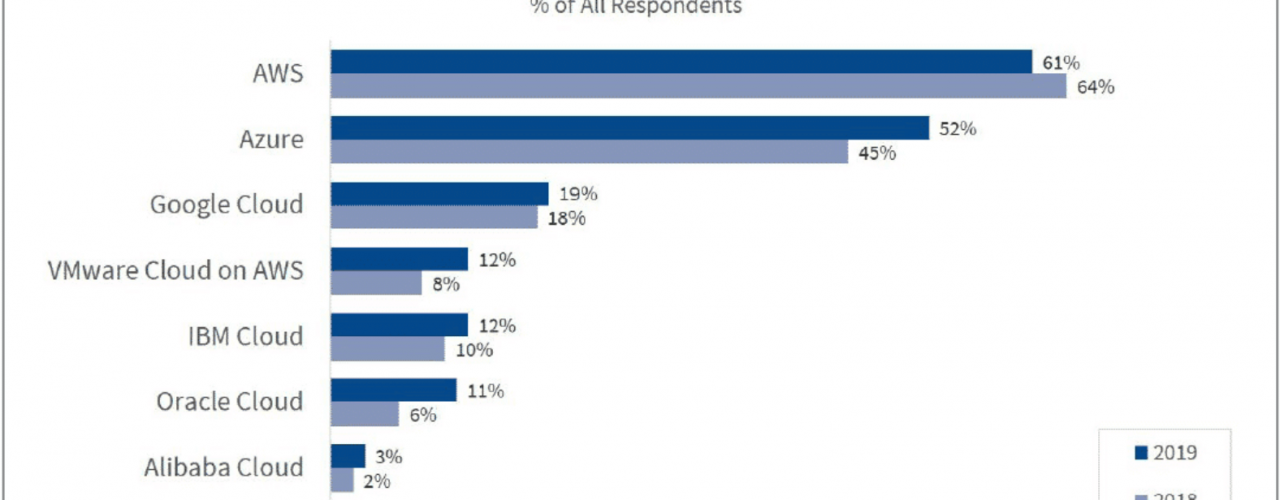 % of All Respondents
AWS
61%
64%
Azure
52%
45%
Google Cloud
19%
18%
VMware Cloud on AWS
12%
8%
IBM Cloud
12%
10%
Oracle Cloud
11%
6%
Alibaba Cloud
3%
2%
2019
2018